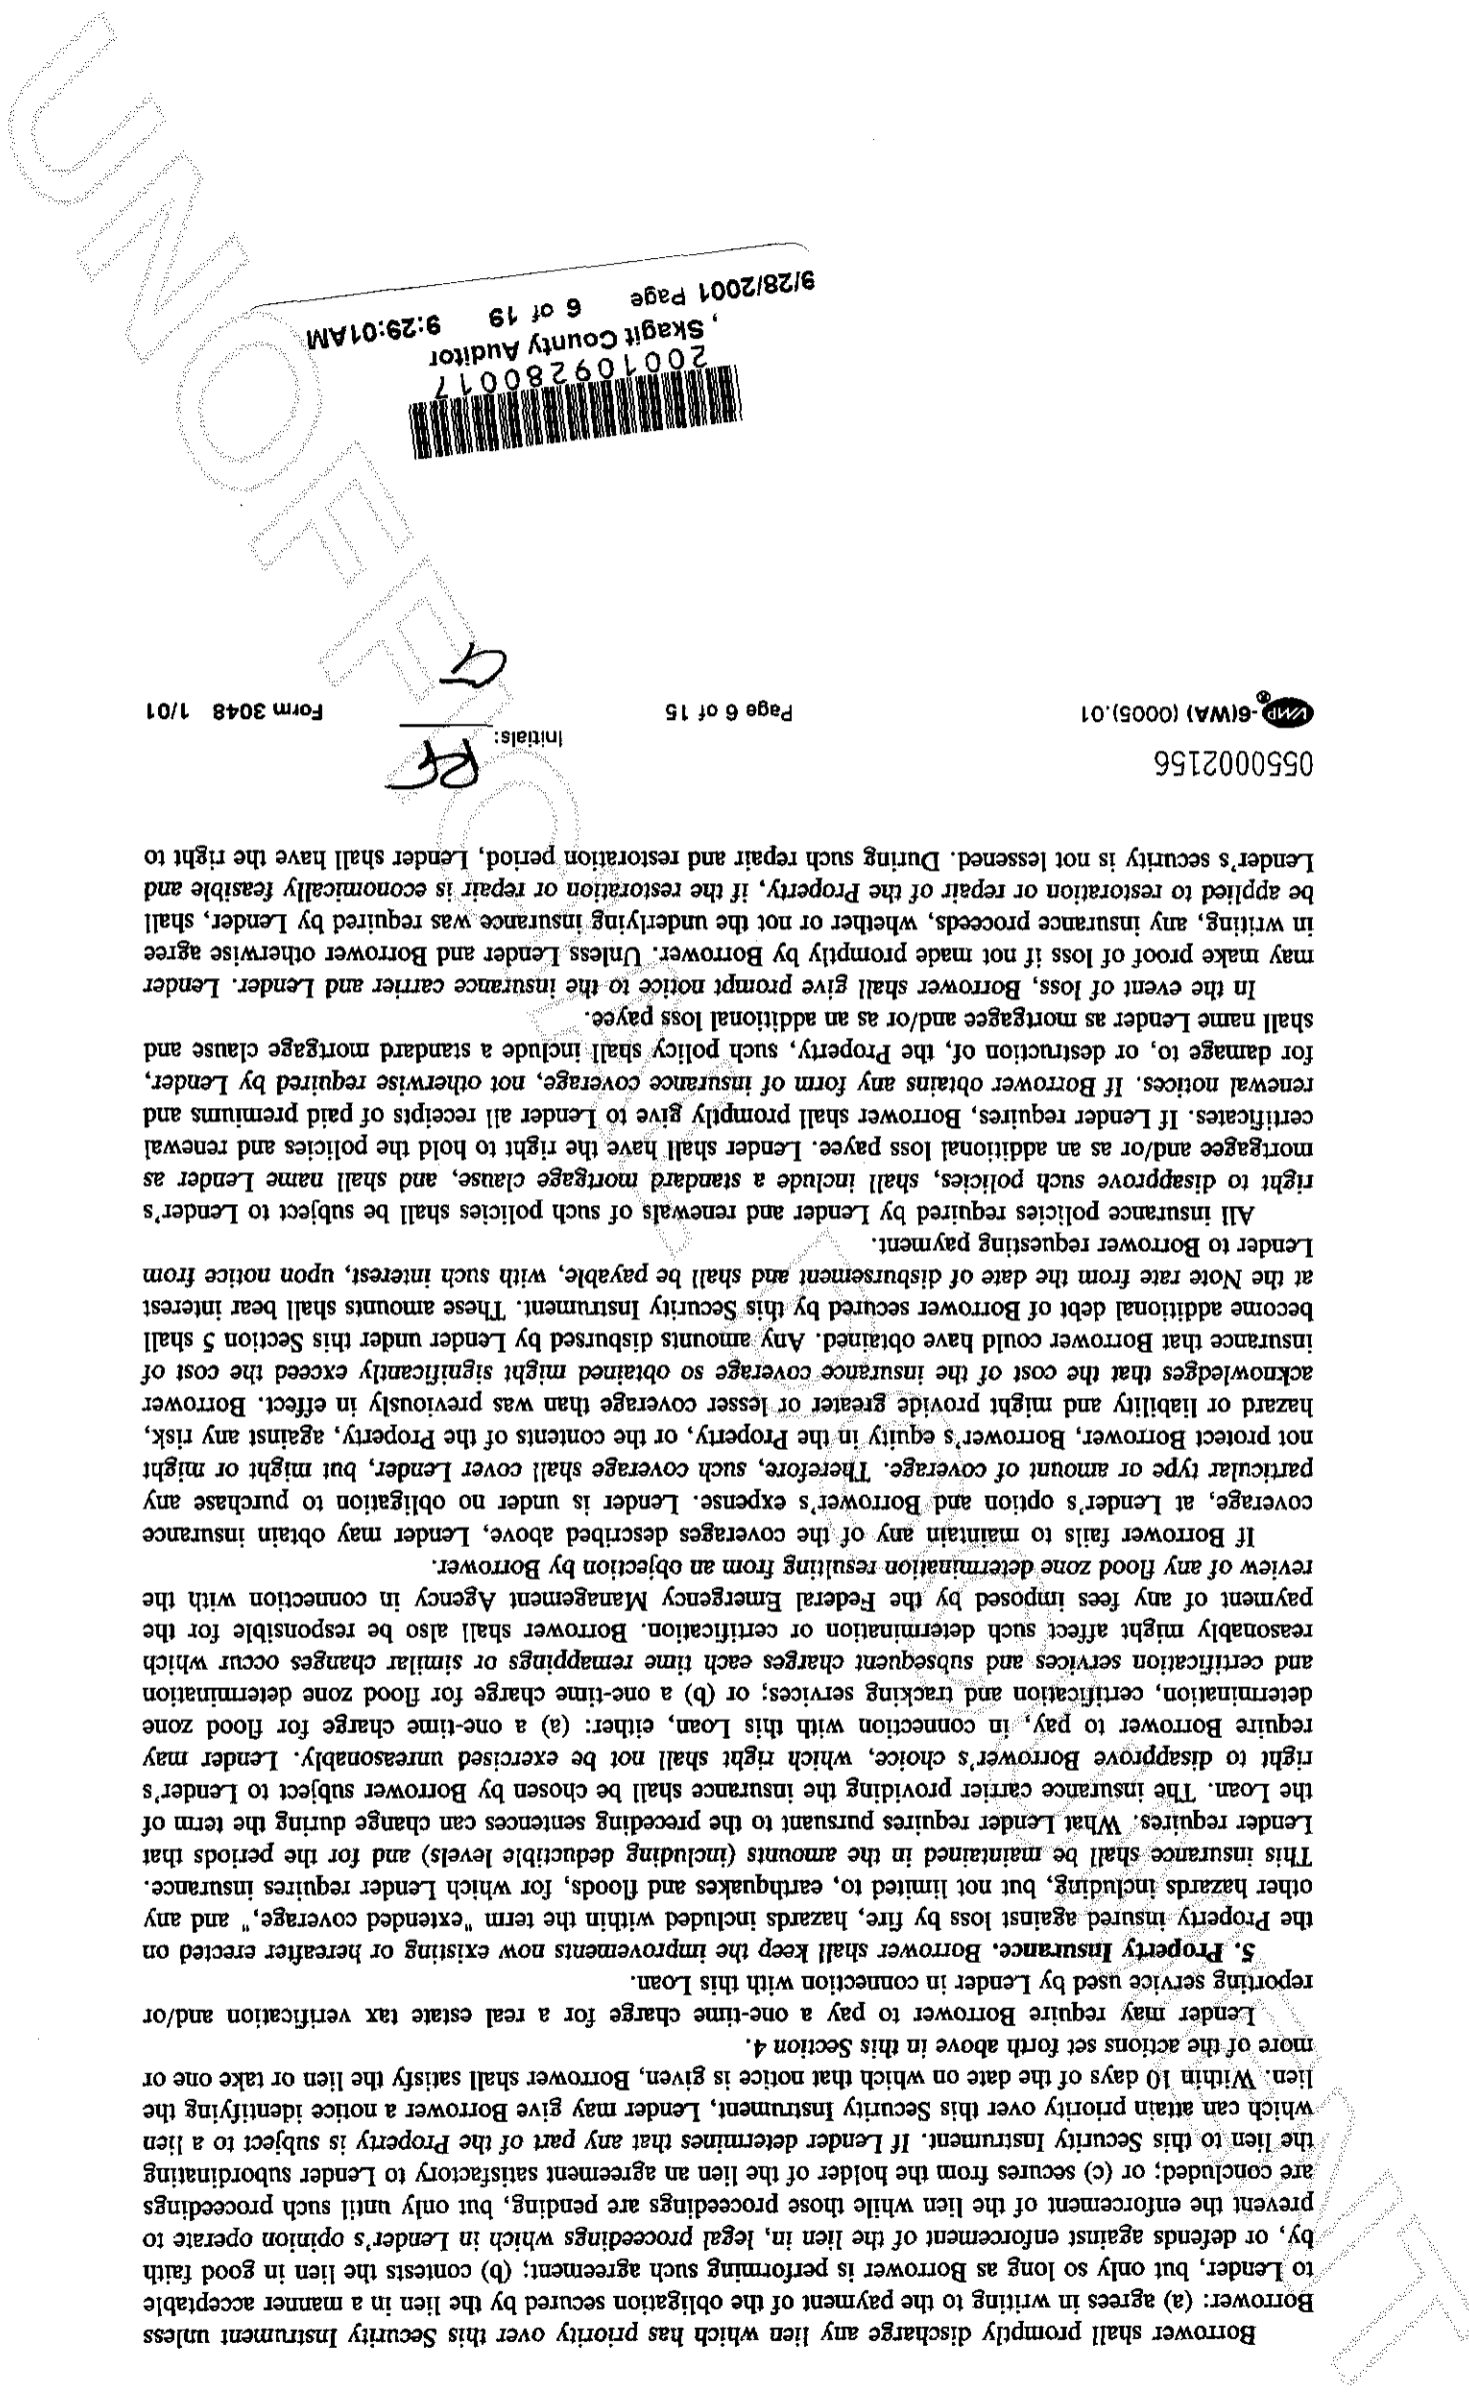 Borrower shall promptly discharge any lien which has priority over this Security Instrument unless
Borrower: (a) agrees in writing to the payment of the obligation secured by the lien in a manner acceptable
to Lender, but only so long as Borrower is performing such agreement; (b) contests the lien in good faith
by, or defends against enforcement of the lien in, legal proceedings which in Lender's opinion operate to
prevent the enforcement of the lien while those proceedings are pending, but only until such proceedings
are concluded; or (c) secures from the holder of the lien an agreement satisfactory to Lender subordinating
the lien to this Security Instrument. If Lender determines that any part of the Property is subject to a lien
which can attain priority over this Security Instrument, Lender may give Borrower a notice identifying the
lien. Within 10 days of the date on which that notice is given, Borrower shall satisfy the lien or take one or
more of the actions set forth above in this Section 4.
Lender may require Borrower to pay a one-time charge for a real estate tax verification and/or
reporting service used by Lender in connection with this Loan.
5. Property Insurance. Borrower shall keep the improvements now existing or hereafter erected on
the Property insured against loss by fire, hazards included within the term "extended coverage," and any
other hazards including, but not limited to, earthquakes and floods, for which Lender requires insurance.
This insurance shall be maintained in the amounts (including deductible levels) and for the periods that
Lender requires. What Lender requires pursuant to the preceding sentences can change during the term of
the Loan. The insurance carrier providing the insurance shall be chosen by Borrower subject to Lender's
right to disapprove Borrower's choice, which right shall not be exercised unreasonably. Lender may
require Borrower to pay, in connection with this Loan, either: (a) a one-time charge for flood zone
determination, certification and tracking services; or (b) a one-time charge for flood zone determination
and certification services and subsequent charges each time remappings or similar changes occur which
reasonably might affect such determination or certification. Borrower shall also be responsible for the
payment of any fees imposed by the Federal Emergency Management Agency in connection with the
review of any flood zone determination resulting from an objection by Borrower.
If Borrower fails to maintain any of the coverages described above, Lender may obtain insurance
coverage, at Lender's option and Borrower's expense. Lender is under no obligation to purchase any
particular type or amount of coverage. Therefore, such coverage shall cover Lender, but might or might
not protect Borrower, Borrower's equity in the Property, or the contents of the Property, against any risk,
hazard or liability and might provide greater or lesser coverage than was previously in effect. Borrower
acknowledges that the cost of the insurance coverage so obtained might significantly exceed the cost of
insurance that Borrower could have obtained. Any amounts disbursed by Lender under this Section 5 shall
become additional debt of Borrower secured by this Security Instrument. These amounts shall bear interest
at the Note rate from the date of disbursement and shall be payable, with such interest, upon notice from
Lender to Borrower requesting payment.
All insurance policies required by Lender and renewals of such policies shall be subject to Lender's
right to disapprove such policies, shall include a standard mortgage clause, and shall name Lender as
mortgagee and/or as an additional loss payee. Lender shall have the right to hold the policies and renewal
certificates. If Lender requires, Borrower shall promptly give to Lender all receipts of paid premiums and
renewal notices. If Borrower obtains any form of insurance coverage, not otherwise required by Lender,
for damage to, or destruction of, the Property, such policy shall include a standard mortgage clause and
shall name Lender as mortgagee and/or as an additional loss payee.
In the event of loss, Borrower shall give prompt notice to the insurance carrier and Lender. Lender
may make proof of loss if not made promptly by Borrower. Unless Lender and Borrower otherwise agree
in writing, any insurance proceeds, whether or not the underlying insurance was required by Lender, shall
be applied to restoration or repair of the Property, if the restoration or repair is economically feasible and
Lender's security is not lessened. During such repair and restoration period, Lender shall have the right to
0550002156
VMP®-6(WA) (0005).01
Page 6 of 15
Initials: RF
Form 3048 1/01
200109280017
, Skagit County Auditor
9/28/2001 Page 6 of 19 9:29:01AM
UNOFFICIAL DOCUMENT